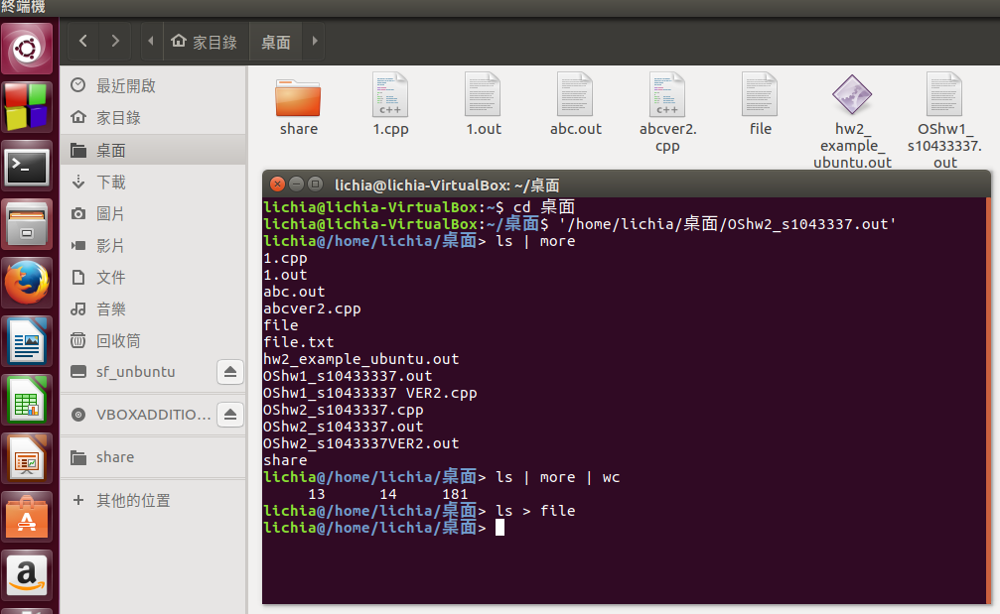 終端機
家目錄
桌面
最近開啟
家目錄
桌面
下載
圖片
影片
文件
音樂
回收筒
sf_unbuntu
VBOXADDITIO...
share
其他的位置
share
1.cpp
1.out
abc.out
abcver2.
cpp
file
hw2_
example_
ubuntu.out
OShw1_
s10433337.
out
C++
C++
lichia@lichia-VirtualBox: ~/桌面
lichia@lichia-VirtualBox:~$ cd 桌面
lichia@lichia-VirtualBox:~/桌面$ '/home/lichia/桌面/OShw2_s1043337.out'
lichia@/home/lichia/桌面> ls | more
1.cpp
1.out
abc.out
abcver2.cpp
file
file.txt
hw2_example_ubuntu.out
OShw1_s10433337.out
OShw1_s10433337 VER2.cpp
OShw2_s10433337.cpp
OShw2_s1043337.out
OShw2_s1043337VER2.out
share
lichia@/home/lichia/桌面> ls | more | wc
13 14 181
lichia@/home/lichia/桌面> ls > file
lichia@/home/lichia/桌面>